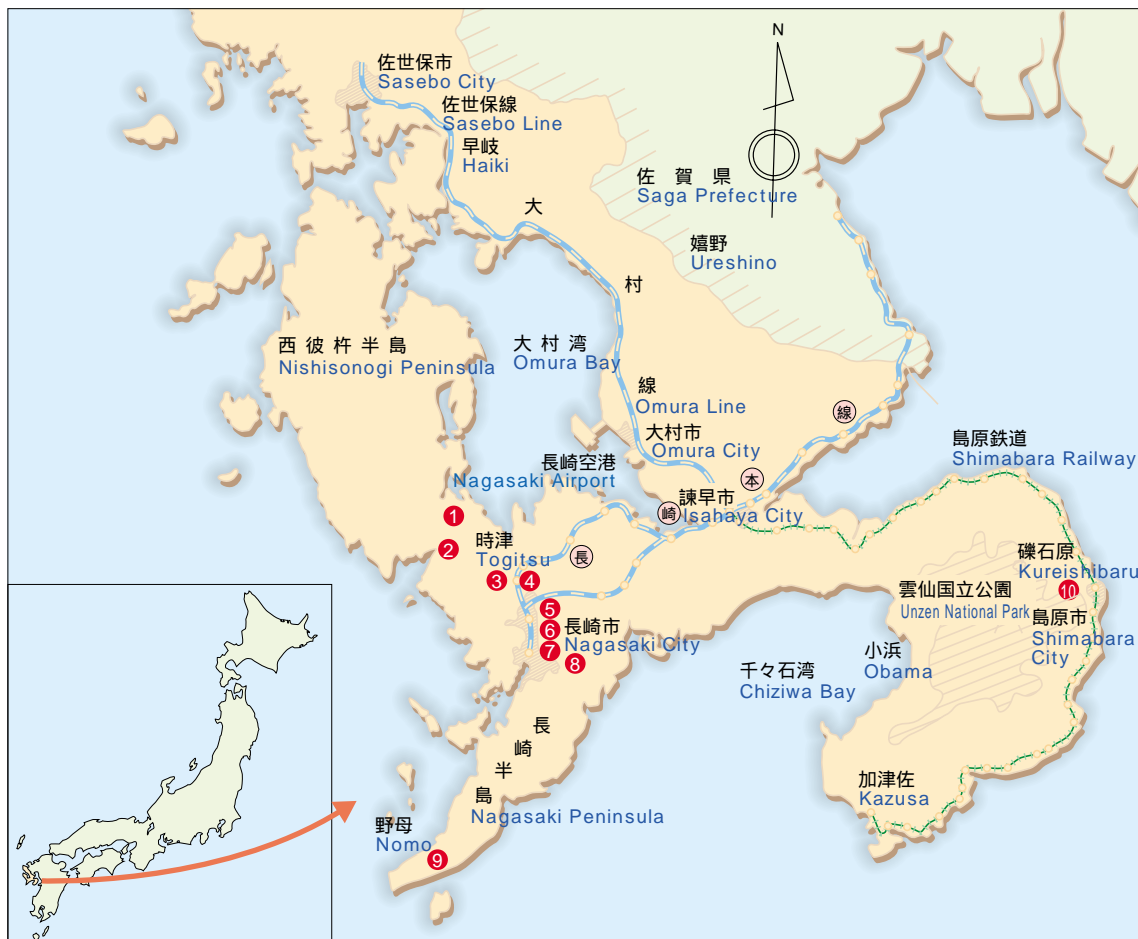 N
佐世保市
Sasebo City
佐世保線
Sasebo Line
早岐
Haiki
佐賀県
Saga Prefecture
大
村
線
Omura Line
嬉野
Ureshino
西彼杵半島
Nishisonogi Peninsula
大村湾
Omura Bay
大村市
Omura City
線
本
崎
長
長崎空港
Nagasaki Airport
諫早市
Isahaya City
島原鉄道
Shimabara Railway
1
2
時津
Togitsu
3
4
5
6
7
8
長崎市
Nagasaki City
礫石原
Kureishibaru
10
雲仙国立公園
Unzen National Park
島原市
Shimabara
City
小浜
Obama
千々石湾
Chiziwa Bay
長
崎
半
島
Nagasaki Peninsula
加津佐
Kazusa
野母
Nomo
9